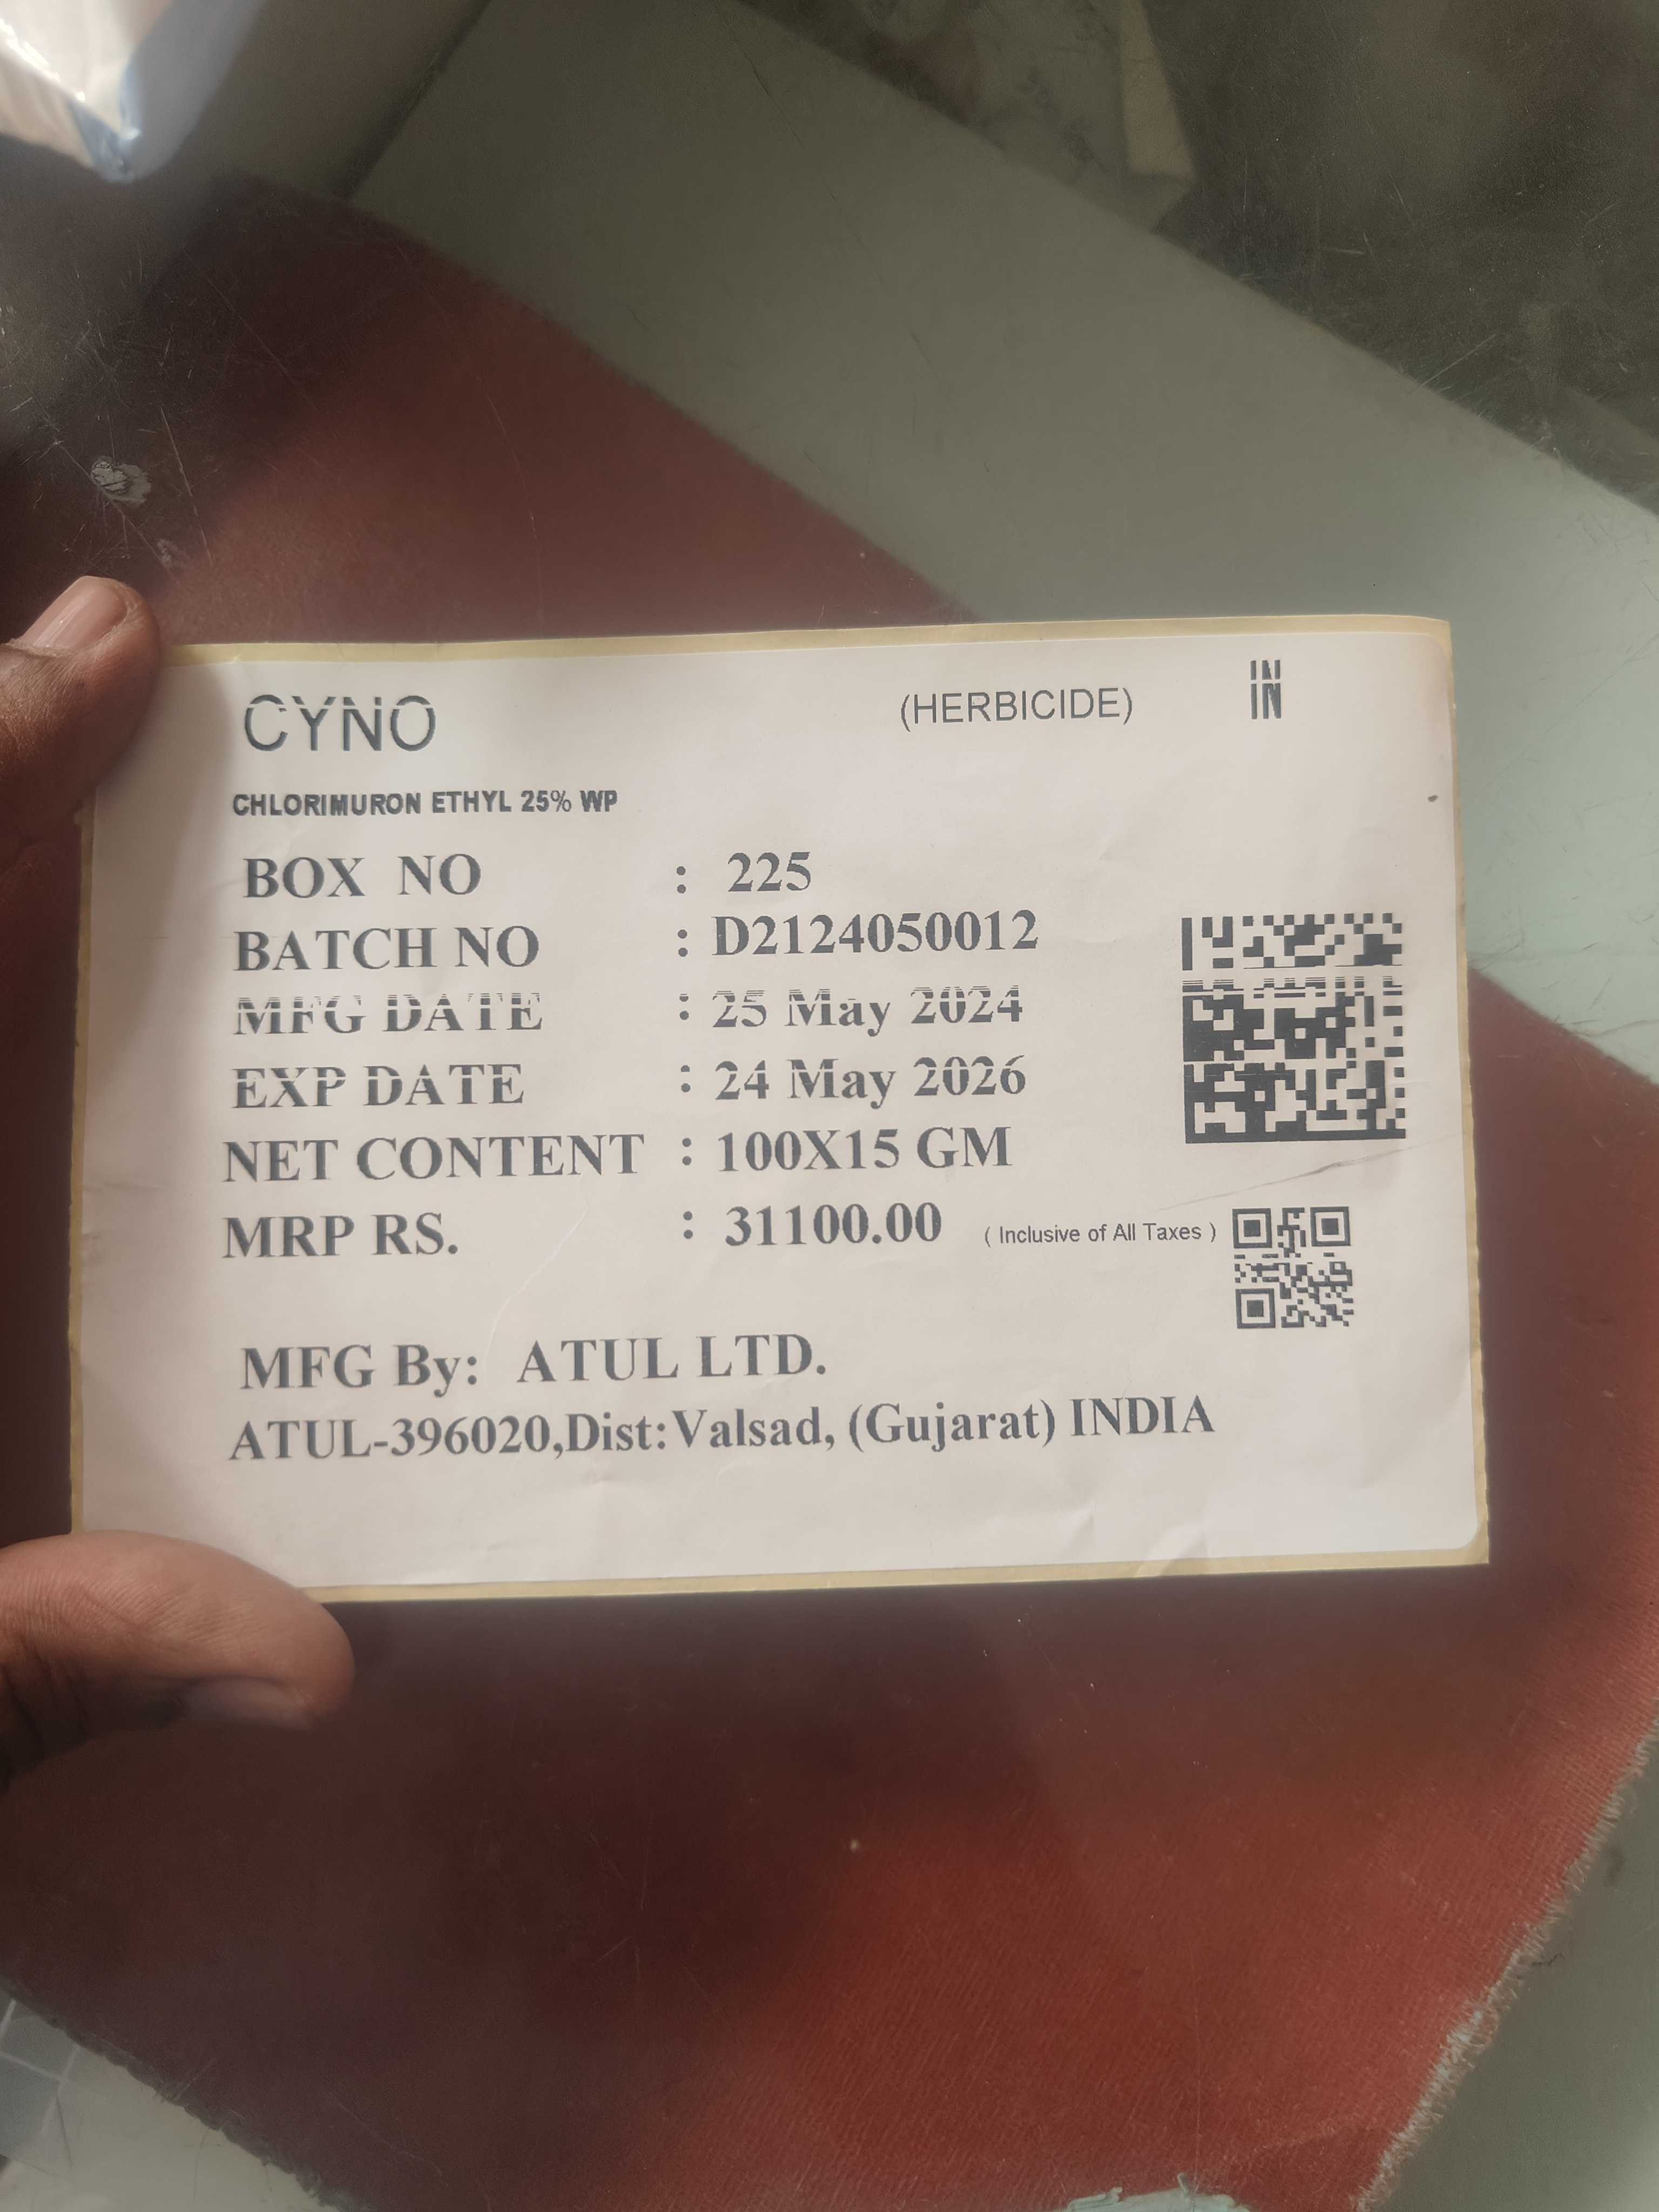 CYNO (HERBICIDE) IN
CHLORIMURON ETHYL 25% WP
BOX NO : 225
BATCH NO : D2124050012
MFG DATE : 25 May 2024
EXP DATE : 24 May 2026
NET CONTENT : 100X15 GM
MRP RS. : 31100.00 ( Inclusive of All Taxes )
MFG By: ATUL LTD.
ATUL-396020,Dist:Valsad, (Gujarat) INDIA